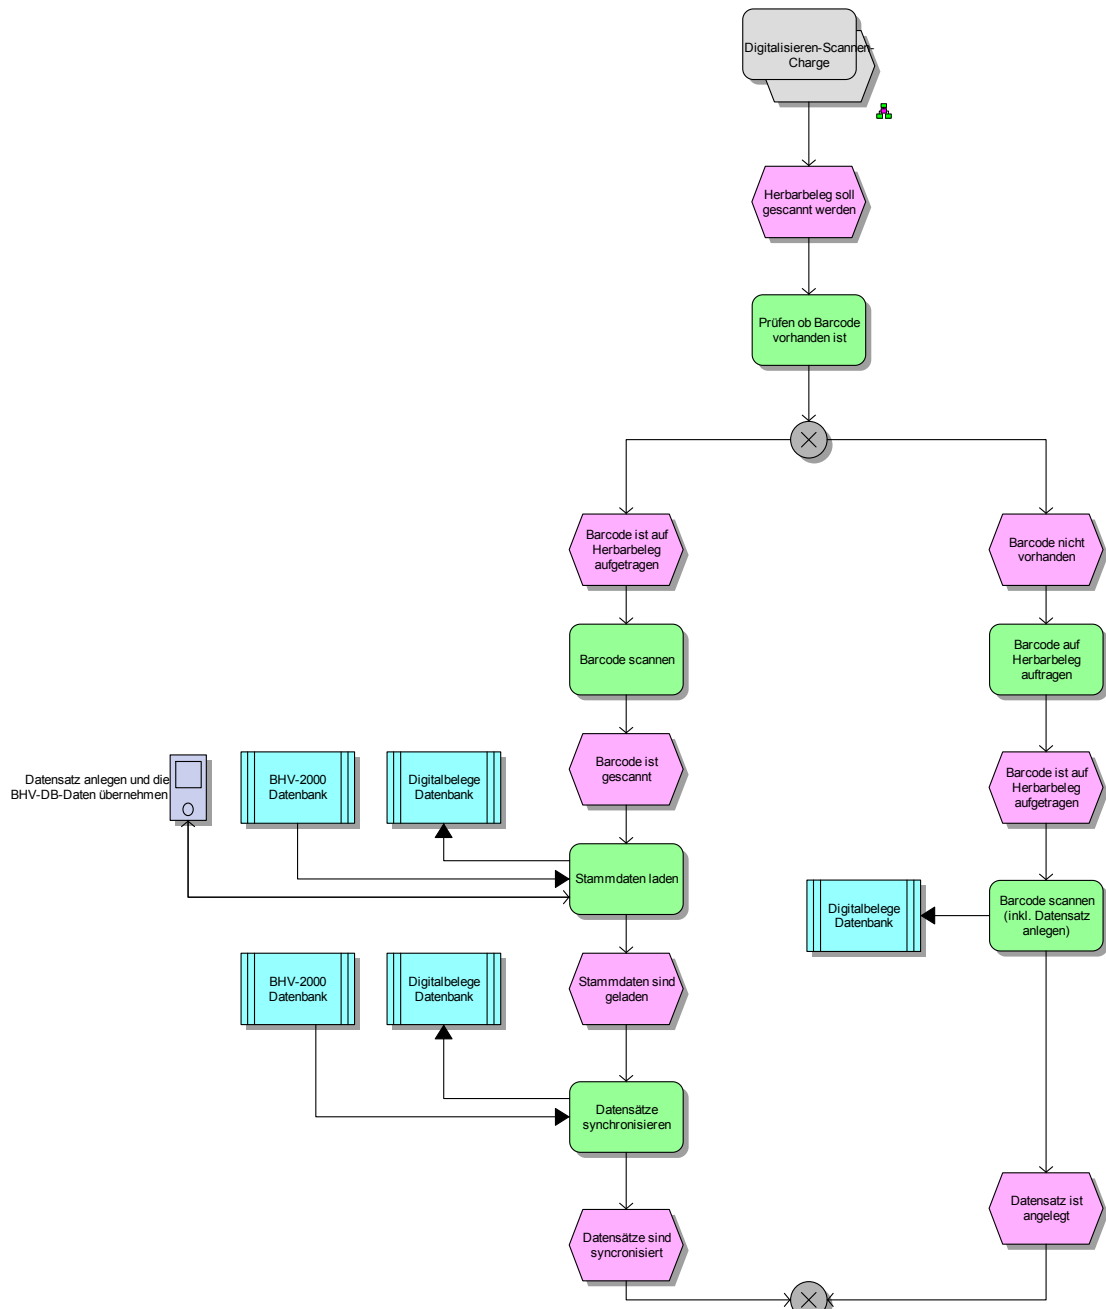 Digitalisieren-Scannen-
Charge
Herbarbeleg soll
gescannt werden
Prüfen ob Barcode
vorhanden ist
Barcode ist auf
Herbarbeleg
aufgetragen
Barcode nicht
vorhanden
Barcode scannen
Barcode auf
Herbarbeleg
auftragen
Datensatz anlegen und die
BHV-DB-Daten übernehmen
BHV-2000
Datenbank
Digitalbelege
Datenbank
Barcode ist
gescannt
Barcode ist auf
Herbarbeleg
aufgetragen
Stammdaten laden
Digitalbelege
Datenbank
Barcode scannen
(inkl. Datensatz
anlegen)
BHV-2000
Datenbank
Digitalbelege
Datenbank
Stammdaten sind
geladen
Datensätze
synchronisieren
Datensätze sind
syncronisiert
Datensatz ist
angelegt